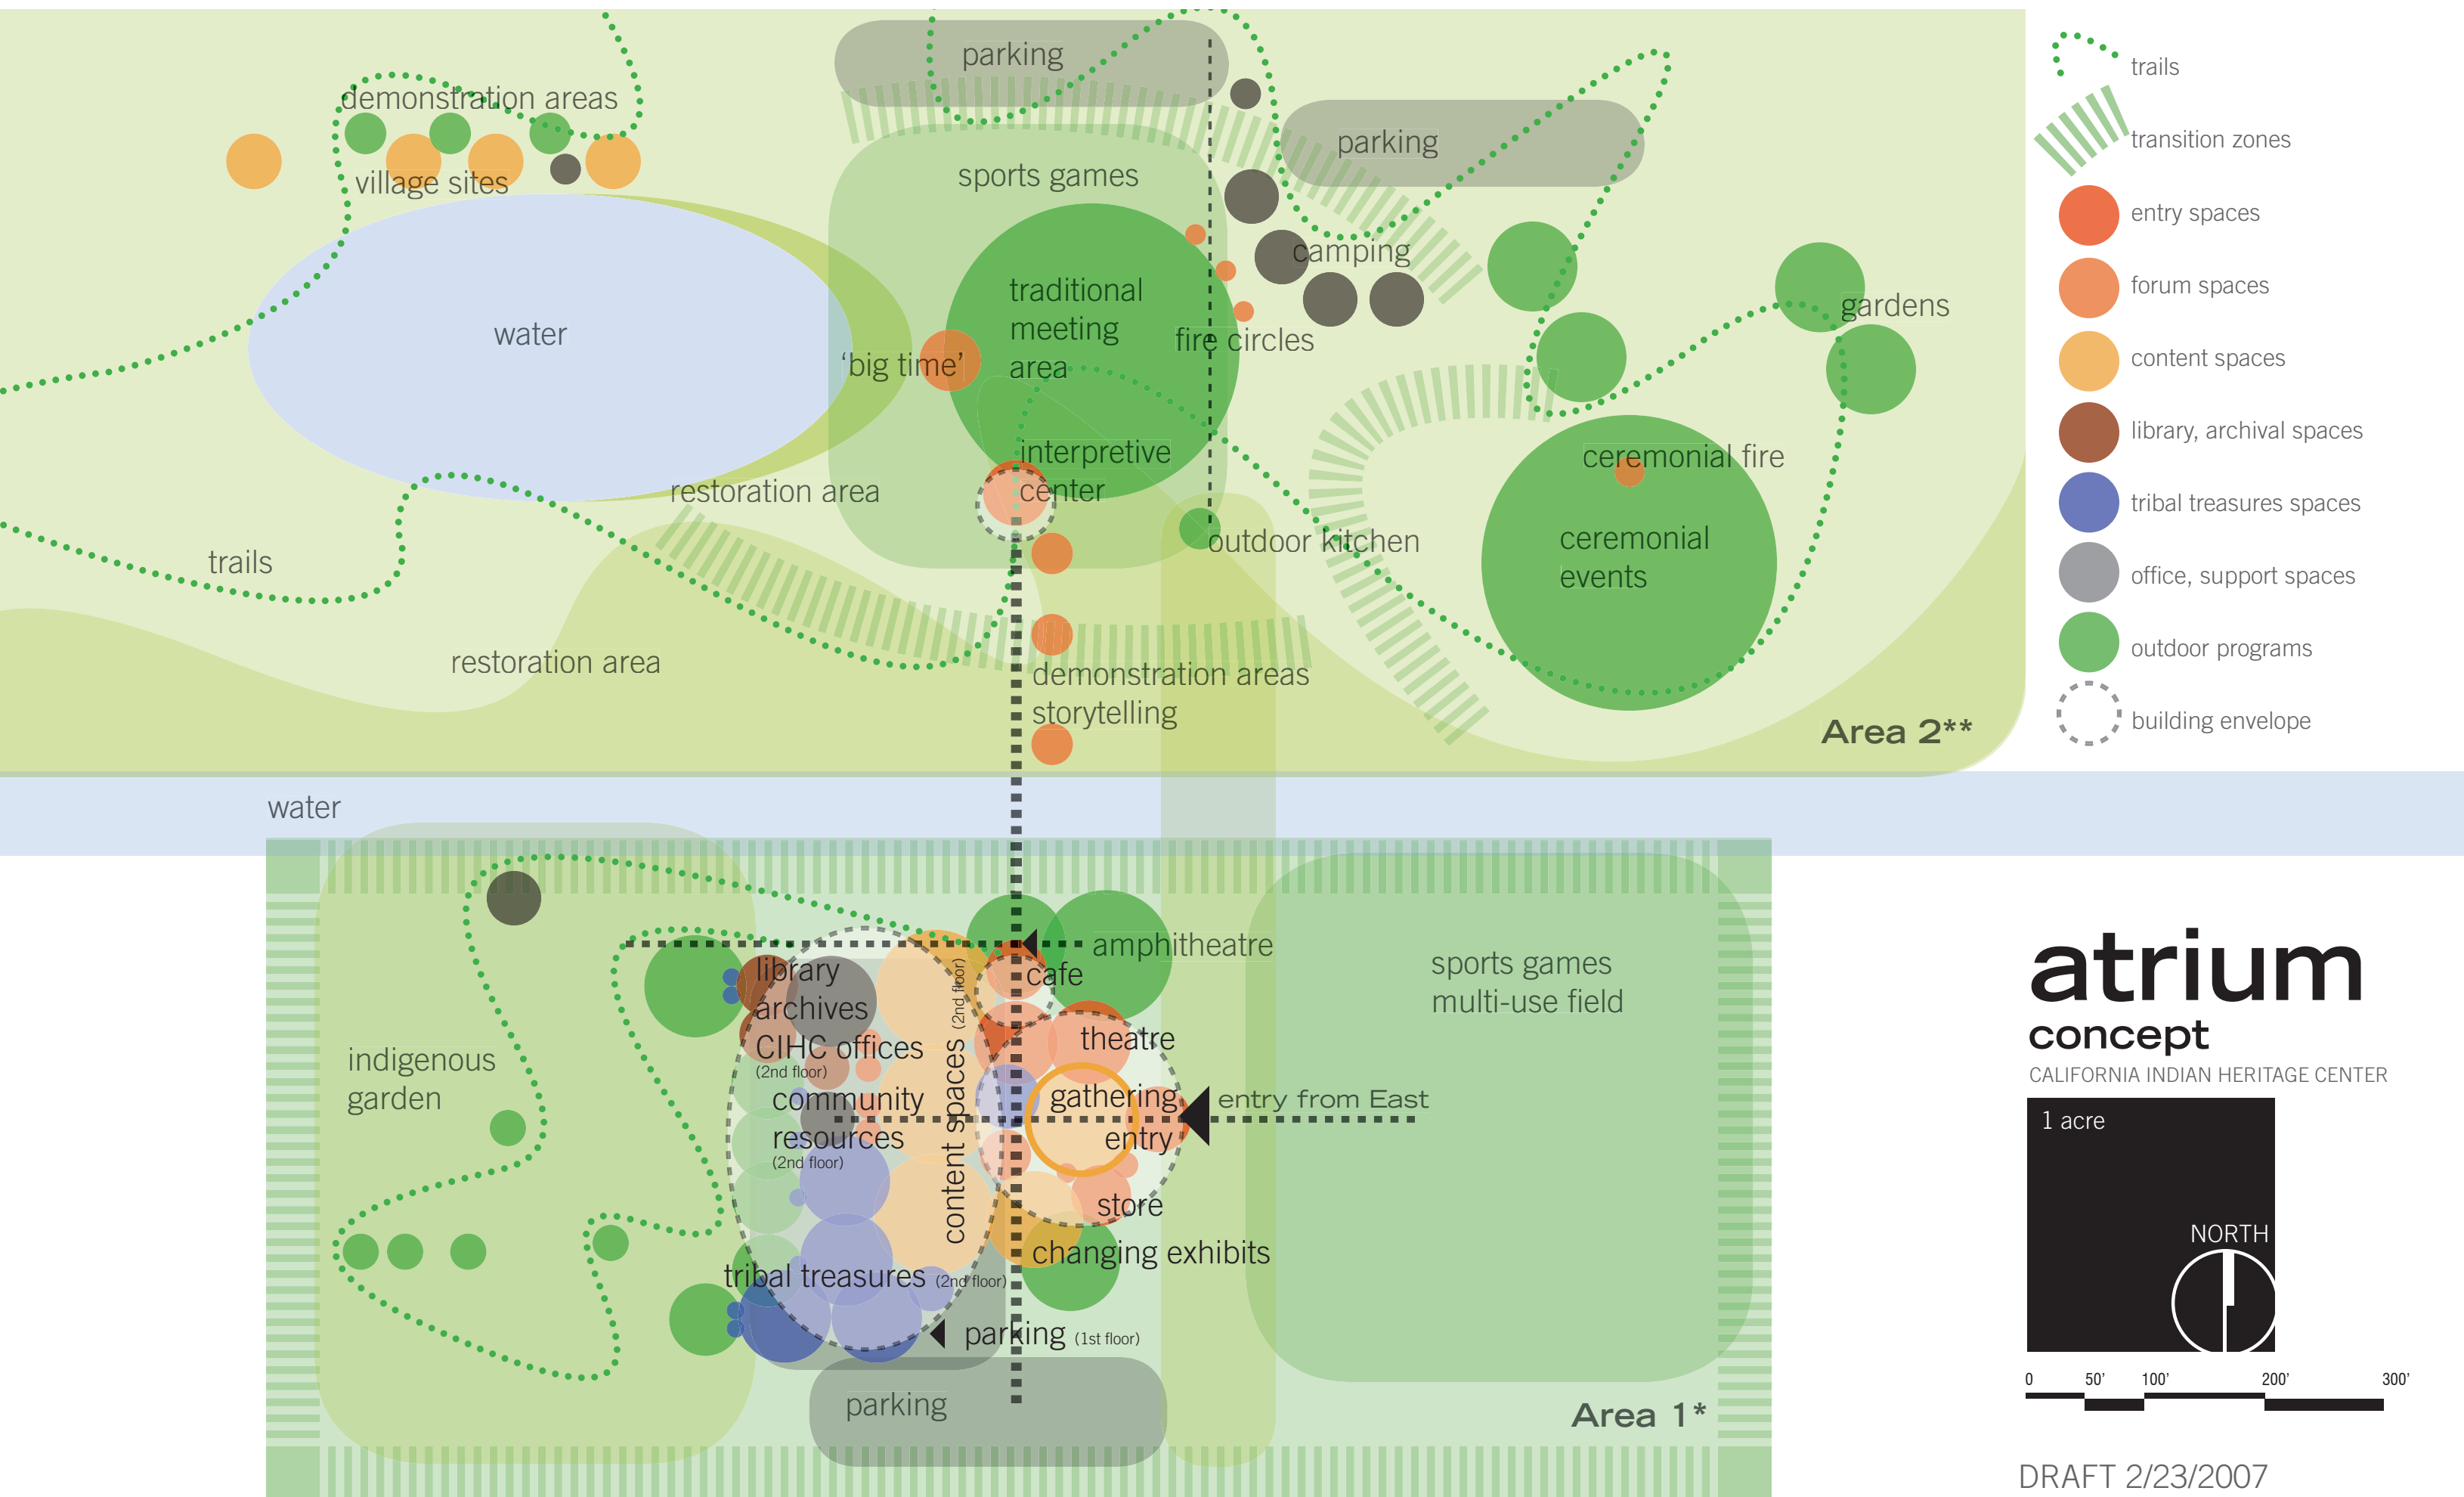 parking
demonstration areas
village sites
parking
sports games
camping
traditional
meeting
area
water
'big time'
fire circles
gardens
interpretive
center
restoration area
ceremonial fire
outdoor kitchen
ceremonial
events
trails
restoration area
demonstration areas
storytelling
Area 2**
trails
transition zones
entry spaces
forum spaces
content spaces
library, archival spaces
tribal treasures spaces
office, support spaces
outdoor programs
building envelope
water
amphitheatre
cafe
library
archives
CIHC offices
(2nd floor)
community
resources
(2nd floor)
content spaces (2nd floor)
theatre
gathering
entry
entry from East
store
changing exhibits
tribal treasures (2nd floor)
parking (1st floor)
parking
indigenous
garden
sports games
multi-use field
Area 1*
atrium
concept
CALIFORNIA INDIAN HERITAGE CENTER
1 acre
NORTH
0 50' 100' 200' 300'
DRAFT 2/23/2007